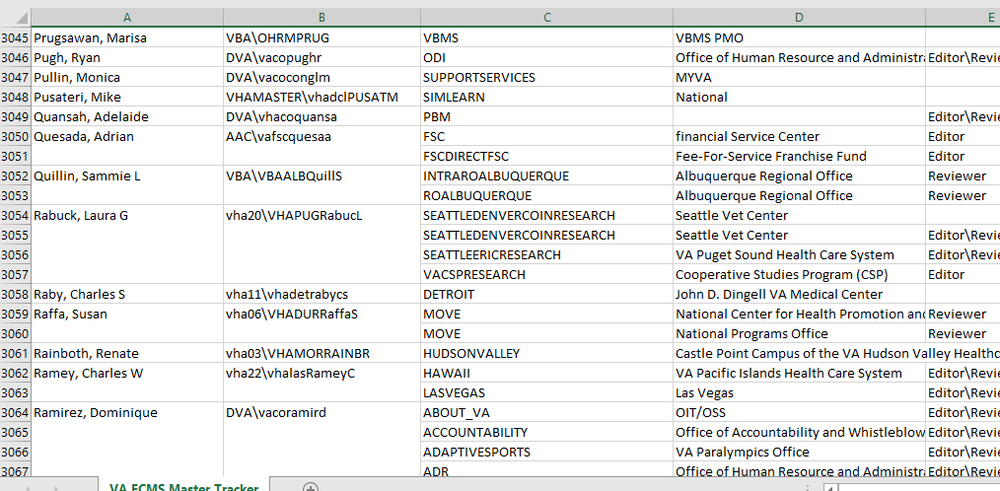 A B C D E
3045 Prugsawan, Marisa VBA\OHRMPRUG VBMS VBMS PMO
3046 Pugh, Ryan DVA\vacopughr ODI Office of Human Resource and Administra Editor\Revie
3047 Pullin, Monica DVA\vacoconglm SUPPORTSERVICES MYVA
3048 Pusateri, Mike VHAMASTER\vhadclPUSATM SIMLEARN National
3049 Quansah, Adelaide DVA\vhacoquansa PBM Editor\Revie
3050 Quesada, Adrian AAC\vafscquesaa FSC financial Service Center Editor
3051 FSCDIRECTFSC Fee-For-Service Franchise Fund Editor
3052 Quillin, Sammie L VBA\VBAALBQuillS INTRAROALBUQUERQUE Albuquerque Regional Office Reviewer
3053 ROALBUQUERQUE Albuquerque Regional Office Reviewer
3054 Rabuck, Laura G vha20\VHAPUGRabucL SEATTLEDENVERCOINRESEARCH Seattle Vet Center
3055 SEATTLEDENVERCOINRESEARCH Seattle Vet Center Editor\Revie
3056 SEATTLEERICRESEARCH VA Puget Sound Health Care System Editor\Revie
3057 VACSPRESEARCH Cooperative Studies Program (CSP) Editor
3058 Raby, Charles S vha11\vhadetrabycs DETROIT John D. Dingell VA Medical Center
3059 Raffa, Susan vha06\VHADURRaffaS MOVE National Center for Health Promotion and Reviewer
3060 MOVE National Programs Office Reviewer
3061 Rainboth, Renate vha03\VHAMORRAINBR HUDSONVALLEY Castle Point Campus of the VA Hudson Valley Healthc
3062 Ramey, Charles W vha22\vhalasRameyC HAWAII VA Pacific Islands Health Care System Editor\Revie
3063 LASVEGAS Las Vegas Editor\Revie
3064 Ramirez, Dominique DVA\vacoramird ABOUT_VA OIT/OSS Editor\Revie
3065 ACCOUNTABILITY Office of Accountability and Whistleblow Editor\Revie
3066 ADAPTIVESPORTS VA Paralympics Office Editor\Revie
3067 ADR Office of Human Resource and Administra Editor\Revie
VA ECMS Master Tracker